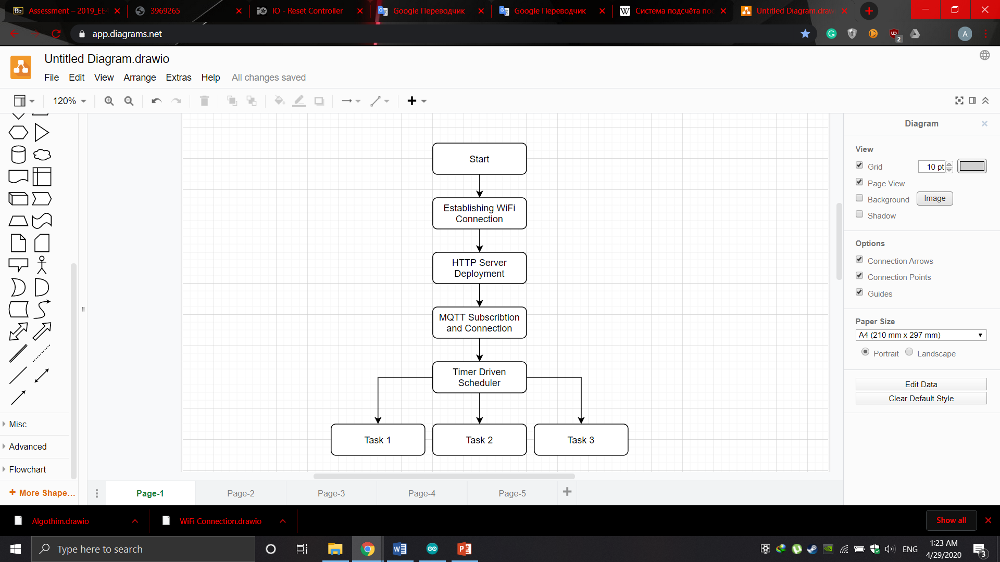 Assessment – 2019_EE4
3969265
IO - Reset Controller
Google Переводчик
Google Переводчик
Система подсчёта пос
Untitled Diagram.draw
app.diagrams.net
2
A
Untitled Diagram.drawio
File Edit View Arrange Extras Help All changes saved
120%
Diagram
View
Grid 10 pt
Page View
Background Image
Shadow
Options
Connection Arrows
Connection Points
Guides
Paper Size
A4 (210 mm x 297 mm)
Portrait Landscape
Edit Data
Clear Default Style
Start
Establishing WiFi
Connection
HTTP Server
Deployment
MQTT Subscribtion
and Connection
Timer Driven
Scheduler
Task 1
Task 2
Task 3
Misc
Advanced
Flowchart
+ More Shape...
Page-1
Page-2
Page-3
Page-4
Page-5
Algothim.drawio
WiFi Connection.drawio
Show all
Type here to search
ENG
1:23 AM
4/29/2020
3